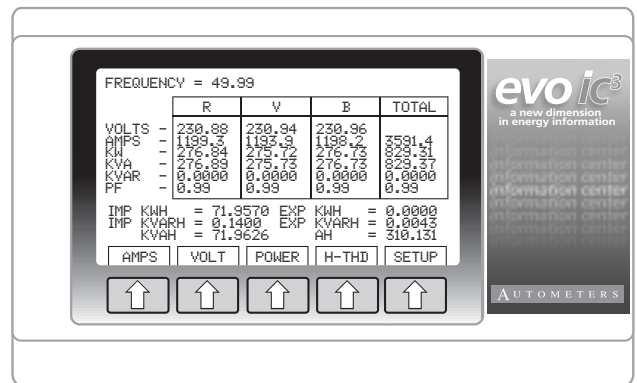 FREQUENCY = 49.99
R V B TOTAL
VOLTS - 230.88 230.94 230.96
AMPS - 1199.3 1193.9 1198.2 3591.4
KW - 276.84 275.72 276.73 829.31
KVA - 276.89 275.73 276.73 829.37
KVAR - 0.0000 0.0000 0.0000 0.0000
PF - 0.99 0.99 0.99 0.99
IMP KWH = 71.9570 EXP KWH = 0.0000
IMP KVARH = 0.1400 EXP KVARH = 0.0043
KVAH = 71.9626 AH = 310.131
AMPS VOLT POWER H-THD SETUP
evo ic3
a new dimension
in energy information
information center
AUTOMETERS